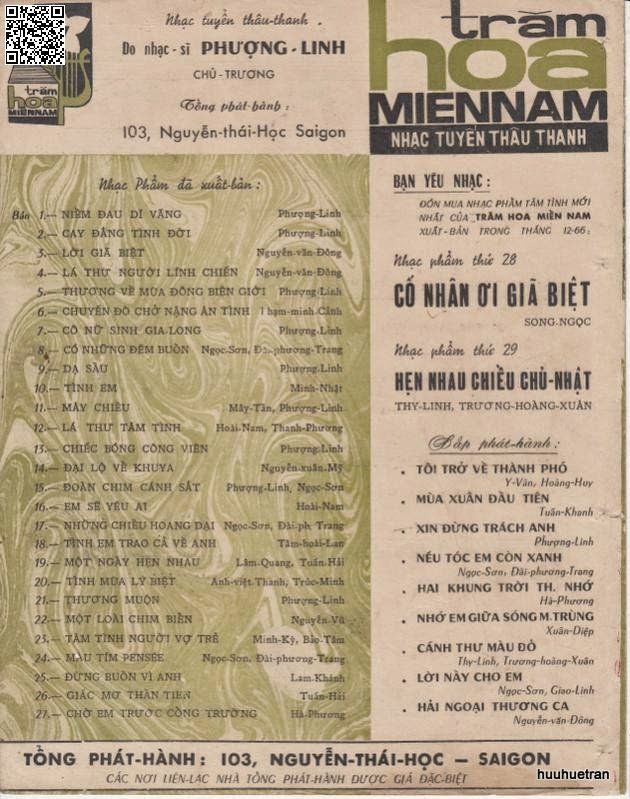 trăm
hoa
MIENNAM
Nhạc tuyển thâu-thanh .
Do nhạc-sĩ PHƯỢNG-LINH
CHỦ-TRƯƠNG
Tổng phát-hành :
103, Nguyễn-thái-Học Saigon
trăm
hoa
MIENNAM
NHẠC TUYỂN THÂU THANH
Nhạc Phẩm đã xuất-bản :
Bản 1.— NIỀM ĐAU DĨ VÃNG Phượng-Linh
2.— CAY ĐẮNG TÌNH ĐỜI Phượng-Linh
3.— LỜI GIÃ BIỆT Nguyễn-văn-Đông
4.— LÁ THƯ NGƯỜI LÍNH CHIẾN Nguyễn-văn-Đông
5.— THƯƠNG VỀ MÙA ĐÔNG BIÊN GIỚI Phượng-Linh
6.— CHUYẾN ĐÒ CHỞ NẶNG ÂN TÌNH Phạm-minh-Cảnh
7.— CÔ NỮ SINH GIA-LONG Phượng-Linh
8.— CÓ NHỮNG ĐÊM BUỒN Ngọc-Sơn, Đài-phương-Trang
9.— DẠ SẦU Phượng-Linh
10.— TÌNH EM Minh-Nhật
11.— MÂY CHIỀU Mây-Tần, Phượng-Linh
12.— LÁ THƯ TÂM TÌNH Hoài-Nam, Thanh-Phương
13.— CHIẾC BÓNG CÔNG VIÊN Phượng-Linh
14.— ĐẠI LỘ VỀ KHUYA Nguyễn-xuân-Mỹ
15.— ĐOÀN CHIM CÁNH SẮT Phượng-Linh, Ngọc-Sơn
16.— EM SẼ YÊU AI Hoài-Nam
17.— NHỮNG CHIỀU HOANG DẠI Ngọc-Sơn, Đài-ph, Trang
18.— TÌNH EM TRAO CẢ VỀ ANH Tâm-hoài-Lan
19.— MỘT NGÀY HẸN NHAU Lâm-Quang, Tuấn-Hải
20.— TÌNH MÙA LY BIỆT Anh-việt-Thanh, Trúc-Minh
21.— THƯƠNG MUỘN Phượng-Linh
22.— MỘT LOÀI CHIM BIỂN Nguyễn-Vũ
23.— TÂM TÌNH NGƯỜI VỢ TRẺ Minh-Kỳ, Bảo-Tâm
24.— MÀU TÍM PENSÉE Ngọc-Sơn, Đài-phương-Trang
25.— ĐỪNG BUỒN VÌ ANH Lam-Khánh
26.— GIẤC MƠ THẦN TIÊN Tuấn-Hải
27.— CHỜ EM TRƯỚC CỔNG TRƯỜNG Hà-Phương
BẠN YÊU NHẠC :
ĐÓN MUA NHẠC PHẨM TÂM TÌNH MỚI
NHẤT CỦA TRĂM HOA MIỀN NAM
XUẤT-BẢN TRONG THÁNG 12-66 :
Nhạc phẩm thứ 28
CỐ NHÂN ƠI GIÃ BIỆT
SONG-NGỌC
Nhạc phẩm thứ 29
HẸN NHAU CHIỀU CHỦ-NHẬT
THY-LINH, TRƯƠNG-HOÀNG-XUÂN
Sắp phát-hành :
. TÔI TRỞ VỀ THÀNH PHỐ
Y-Vân, Hoàng-Huy
. MÙA XUÂN ĐẦU TIÊN
Tuấn-Khanh
. XIN ĐỪNG TRÁCH ANH
Phượng-Linh
. NẾU TÓC EM CÒN XANH
Ngọc-Sơn, Đài-phương-Trang
. HAI KHUNG TRỜI TH. NHỚ
Hà-Phương
. NHỚ EM GIỮA SÓNG M.TRÙNG
Xuân-Diệp
. CÁNH THƯ MÀU ĐỎ
Thy-Linh, Trương-hoàng-Xuân
. LỜI NÀY CHO EM
Ngọc-Sơn, Giao-Linh
. HẢI NGOẠI THƯƠNG CA
Nguyễn-văn-Đông
TỔNG PHÁT-HÀNH : 103, NGUYỄN-THÁI-HỌC — SAIGON
CÁC NƠI LIÊN-LẠC NHÀ TỔNG PHÁT-HÀNH ĐƯỢC GIÁ ĐẶC-BIỆT
huuhuetran